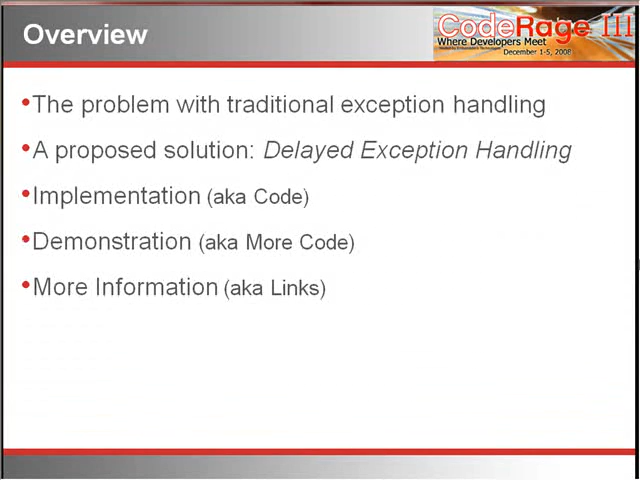 Overview
CodeRage III
Where Developers Meet
December 1-5, 2008
•The problem with traditional exception handling
•A proposed solution: Delayed Exception Handling
•Implementation (aka Code)
•Demonstration (aka More Code)
•More Information (aka Links)